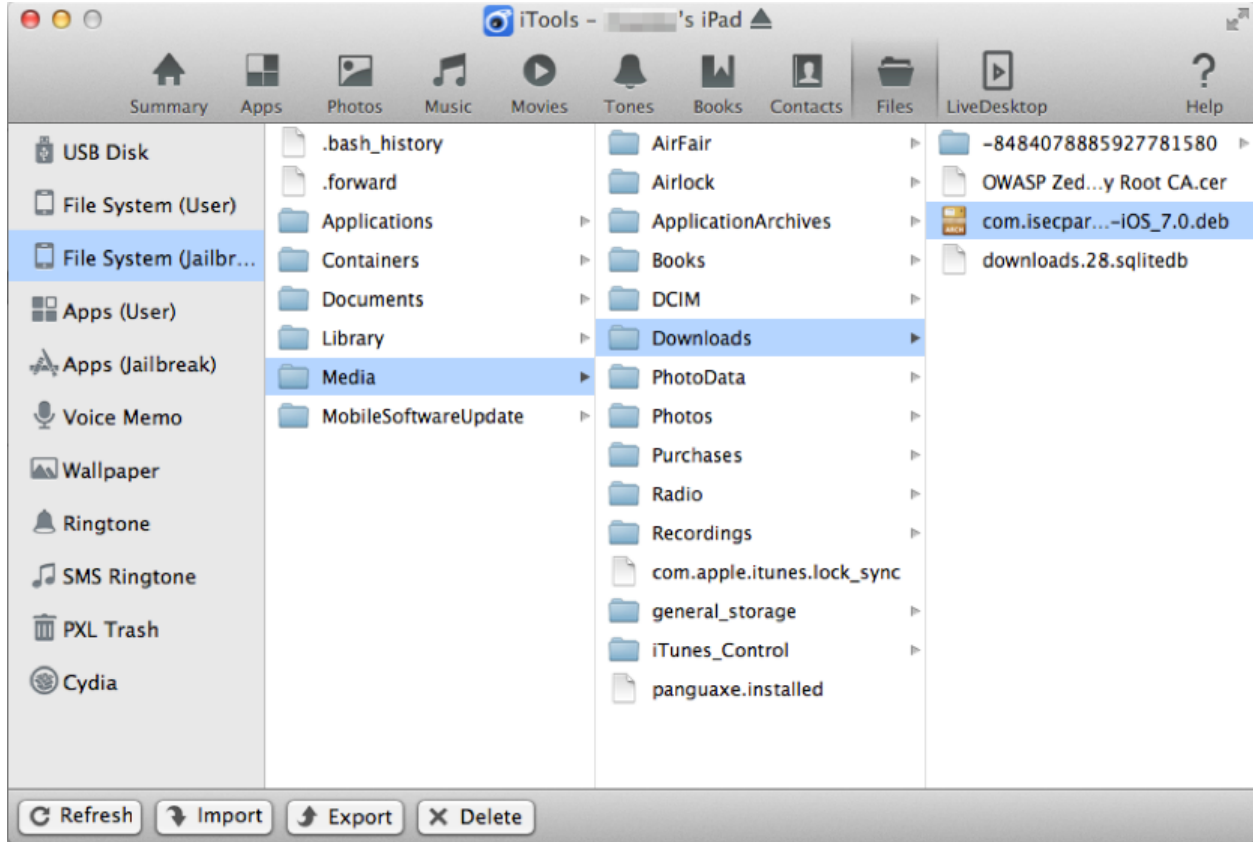 iTools – 's iPad
Summary Apps Photos Music Movies Tones Books Contacts Files LiveDesktop Help
USB Disk
File System (User)
File System (Jailbr...
Apps (User)
Apps (Jailbreak)
Voice Memo
Wallpaper
Ringtone
SMS Ringtone
PXL Trash
Cydia
.bash_history
.forward
Applications
Containers
Documents
Library
Media
MobileSoftwareUpdate
AirFair
Airlock
ApplicationArchives
Books
DCIM
Downloads
PhotoData
Photos
Purchases
Radio
Recordings
com.apple.itunes.lock_sync
general_storage
iTunes_Control
panguaxe.installed
-8484078885927781580
OWASP Zed...y Root CA.cer
com.isecpar...-iOS_7.0.deb
downloads.28.sqlitedb
Refresh Import Export Delete